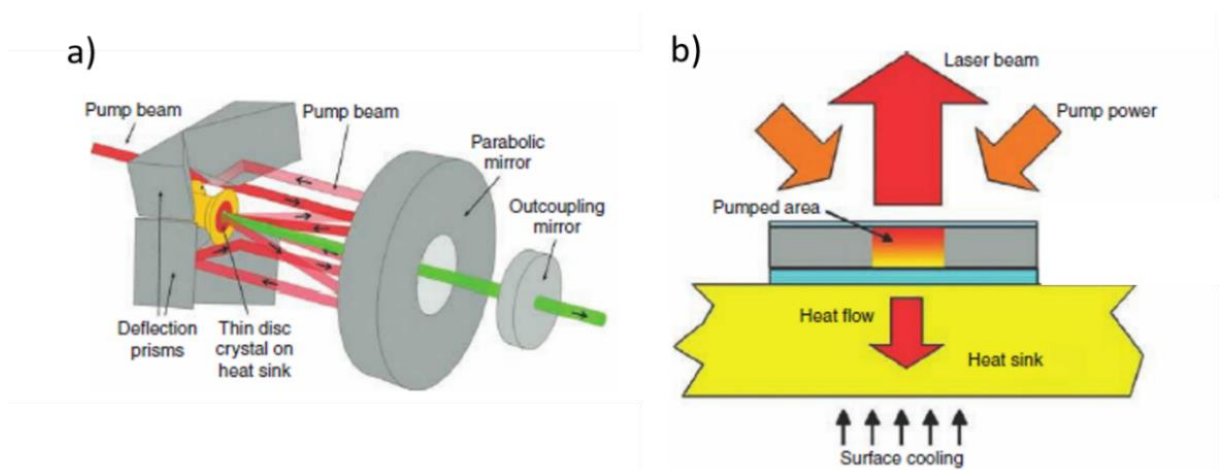 a)
Pump beam
Pump beam
Parabolic
mirror
Outcoupling
mirror
Deflection
prisms
Thin disc
crystal on
heat sink
b)
Laser beam
Pump power
Pumped area
Heat flow
Heat sink
Surface cooling